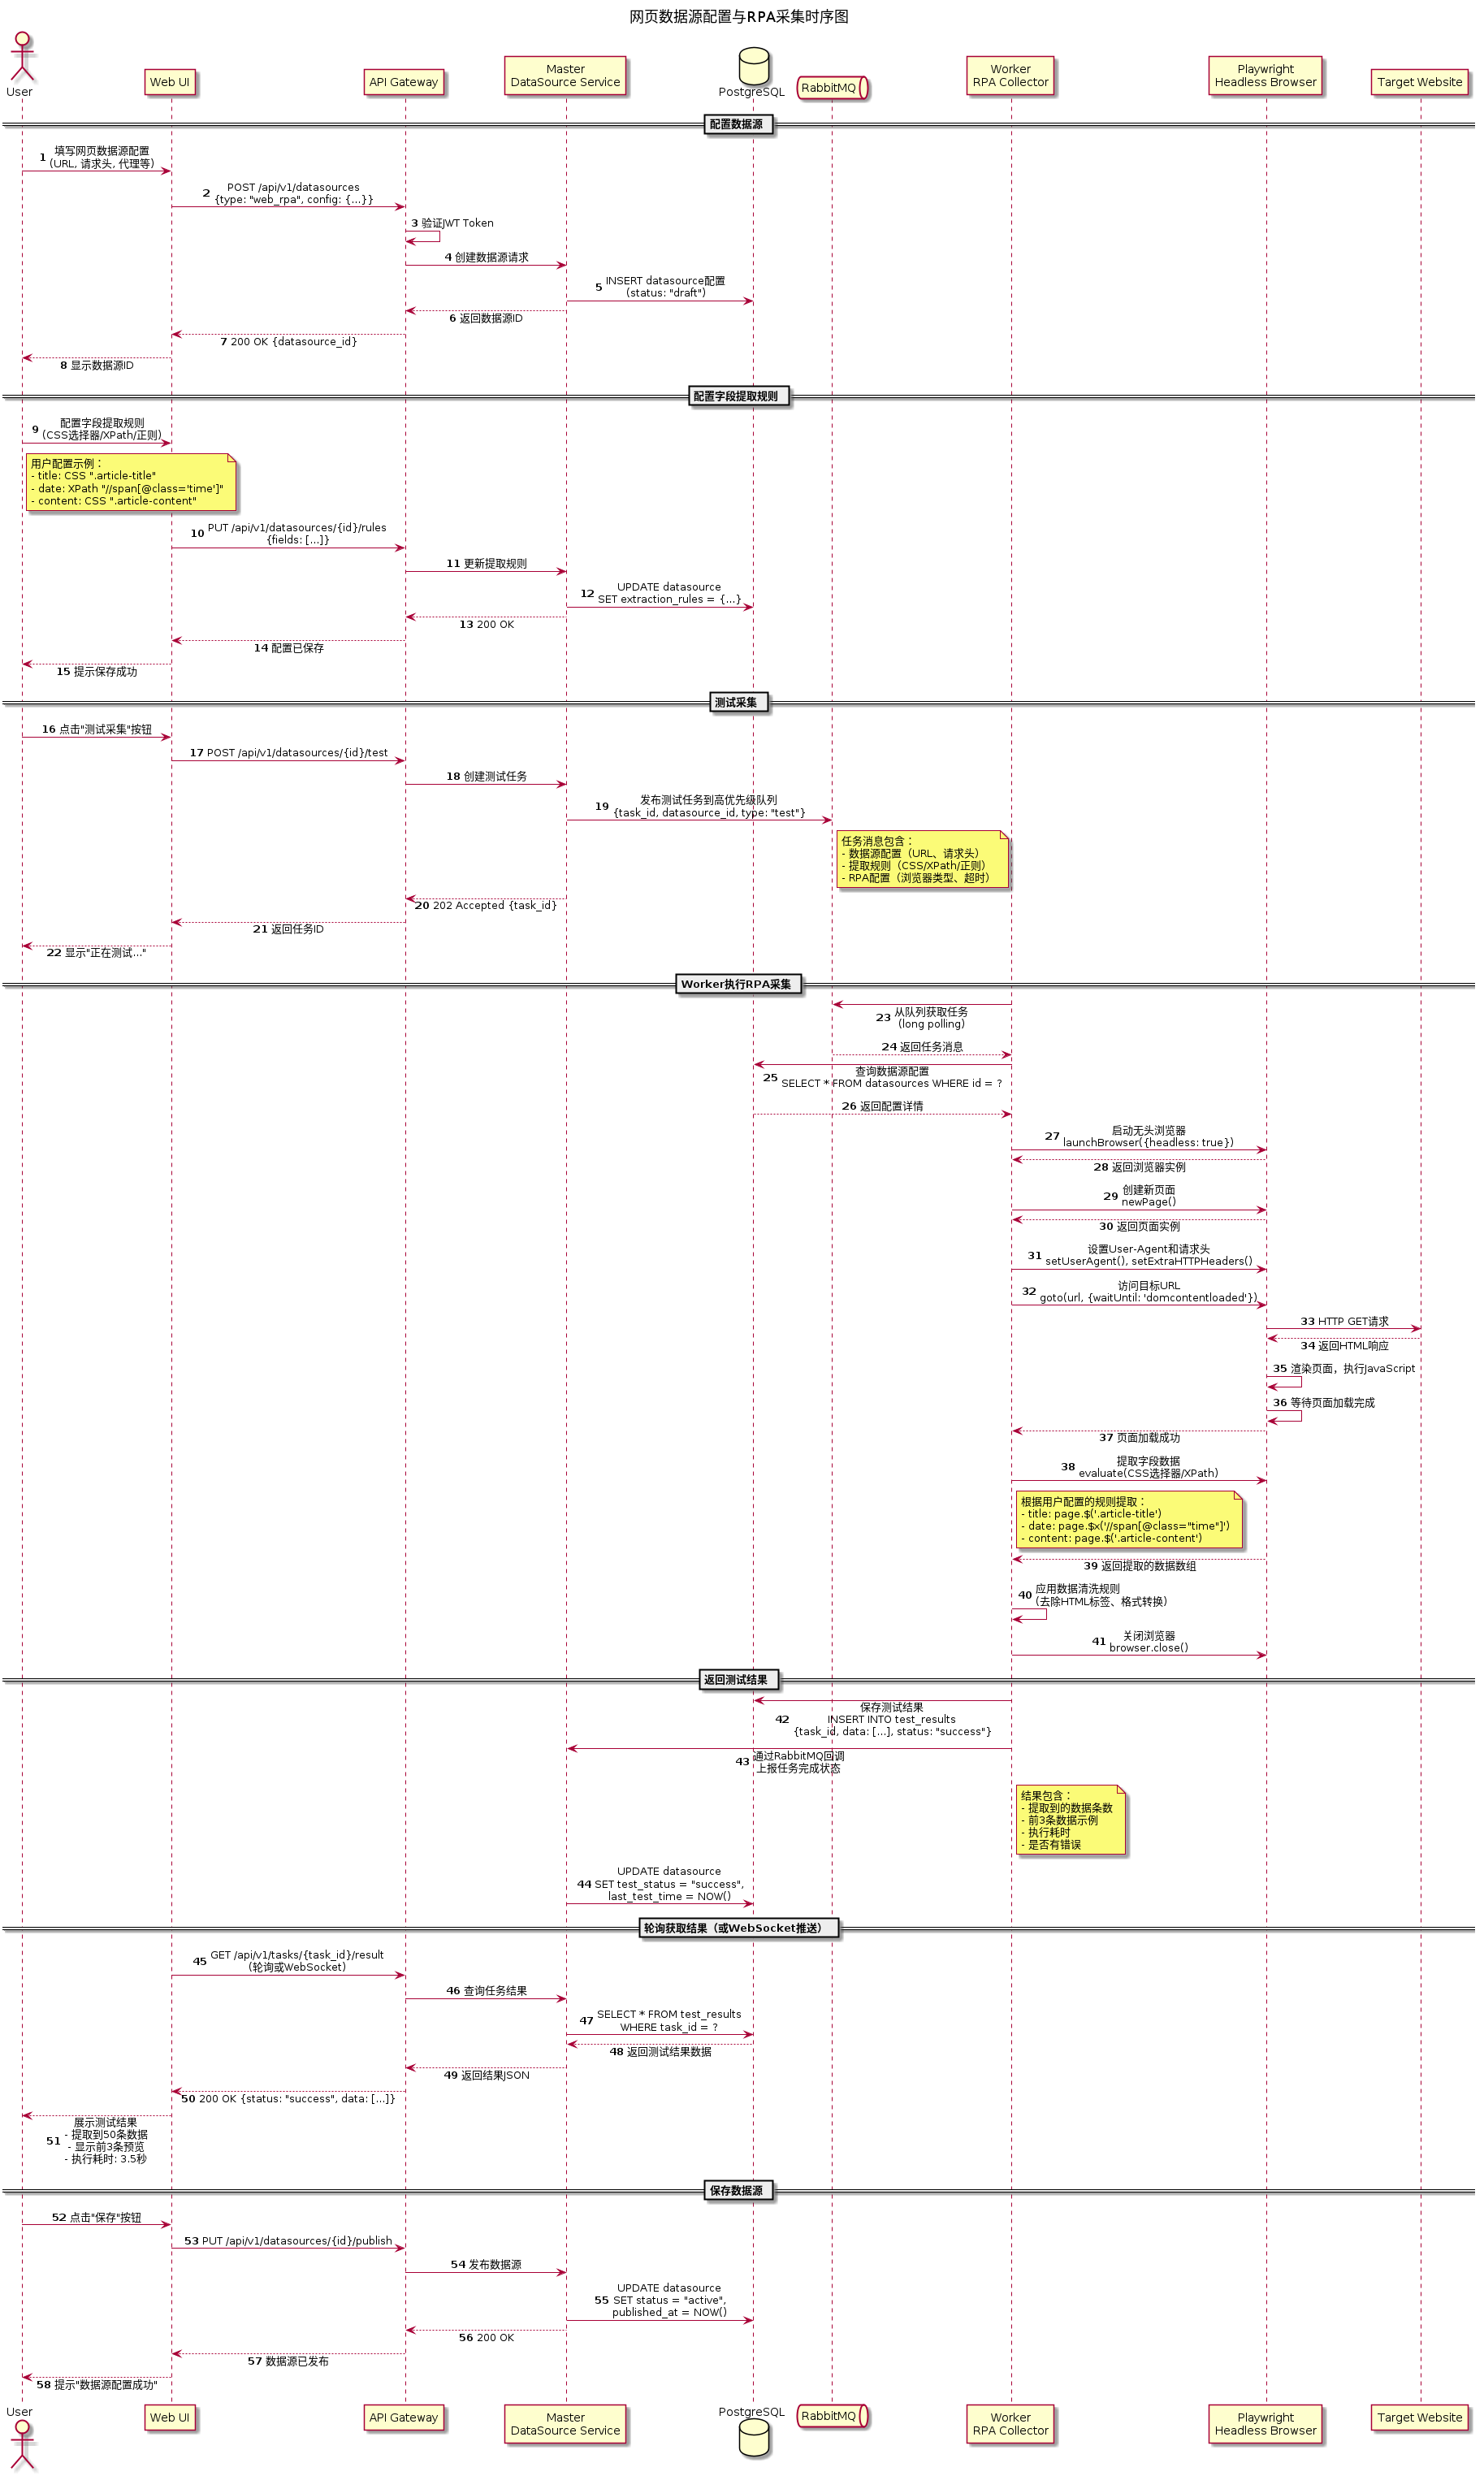 网页数据源配置与RPA采集时序图
User
Web UI
API Gateway
Master
DataSource Service
PostgreSQL
RabbitMQ
Worker
RPA Collector
Playwright
Headless Browser
Target Website
配置数据源
1 填写网页数据源配置
(URL, 请求头, 代理等)
2 POST /api/v1/datasources
{type: "web_rpa", config: {...}}
3 验证JWT Token
4 创建数据源请求
5 INSERT datasource配置
(status: "draft")
6 返回数据源ID
7 200 OK {datasource_id}
8 显示数据源ID
配置字段提取规则
9 配置字段提取规则
(CSS选择器/XPath/正则)
用户配置示例：
- title: CSS ".article-title"
- date: XPath "//span[@class='time']"
- content: CSS ".article-content"
10 PUT /api/v1/datasources/{id}/rules
{fields: [...]}
11 更新提取规则
12 UPDATE datasource
SET extraction_rules = {...}
13 200 OK
14 配置已保存
15 提示保存成功
测试采集
16 点击"测试采集"按钮
17 POST /api/v1/datasources/{id}/test
18 创建测试任务
19 发布测试任务到高优先级队列
{task_id, datasource_id, type: "test"}
任务消息包含：
- 数据源配置（URL、请求头）
- 提取规则（CSS/XPath/正则）
- RPA配置（浏览器类型、超时）
20 202 Accepted {task_id}
21 返回任务ID
22 显示"正在测试..."
Worker执行RPA采集
23 从队列获取任务
(long polling)
24 返回任务消息
25 查询数据源配置
SELECT * FROM datasources WHERE id = ?
26 返回配置详情
27 启动无头浏览器
launchBrowser({headless: true})
28 返回浏览器实例
29 创建新页面
newPage()
30 返回页面实例
31 设置User-Agent和请求头
setUserAgent(), setExtraHTTPHeaders()
32 访问目标URL
goto(url, {waitUntil: 'domcontentloaded'})
33 HTTP GET请求
34 返回HTML响应
35 渲染页面，执行JavaScript
36 等待页面加载完成
37 页面加载成功
38 提取字段数据
evaluate(CSS选择器/XPath)
根据用户配置的规则提取：
- title: page.$('.article-title')
- date: page.$x('//span[@class="time"]')
- content: page.$('.article-content')
39 返回提取的数据数组
40 应用数据清洗规则
(去除HTML标签、格式转换)
41 关闭浏览器
browser.close()
返回测试结果
42 保存测试结果
INSERT INTO test_results
{task_id, data: [...], status: "success"}
43 通过RabbitMQ回调
上报任务完成状态
结果包含：
- 提取到的数据条数
- 前3条数据示例
- 执行耗时
- 是否有错误
44 UPDATE datasource
SET test_status = "success",
last_test_time = NOW()
轮询获取结果（或WebSocket推送）
45 GET /api/v1/tasks/{task_id}/result
(轮询或WebSocket)
46 查询任务结果
47 SELECT * FROM test_results
WHERE task_id = ?
48 返回测试结果数据
49 返回结果JSON
50 200 OK {status: "success", data: [...]}
51 展示测试结果
- 提取到50条数据
- 显示前3条预览
- 执行耗时: 3.5秒
保存数据源
52 点击"保存"按钮
53 PUT /api/v1/datasources/{id}/publish
54 发布数据源
55 UPDATE datasource
SET status = "active",
published_at = NOW()
56 200 OK
57 数据源已发布
58 提示"数据源配置成功"
User
Web UI
API Gateway
Master
DataSource Service
PostgreSQL
RabbitMQ
Worker
RPA Collector
Playwright
Headless Browser
Target Website